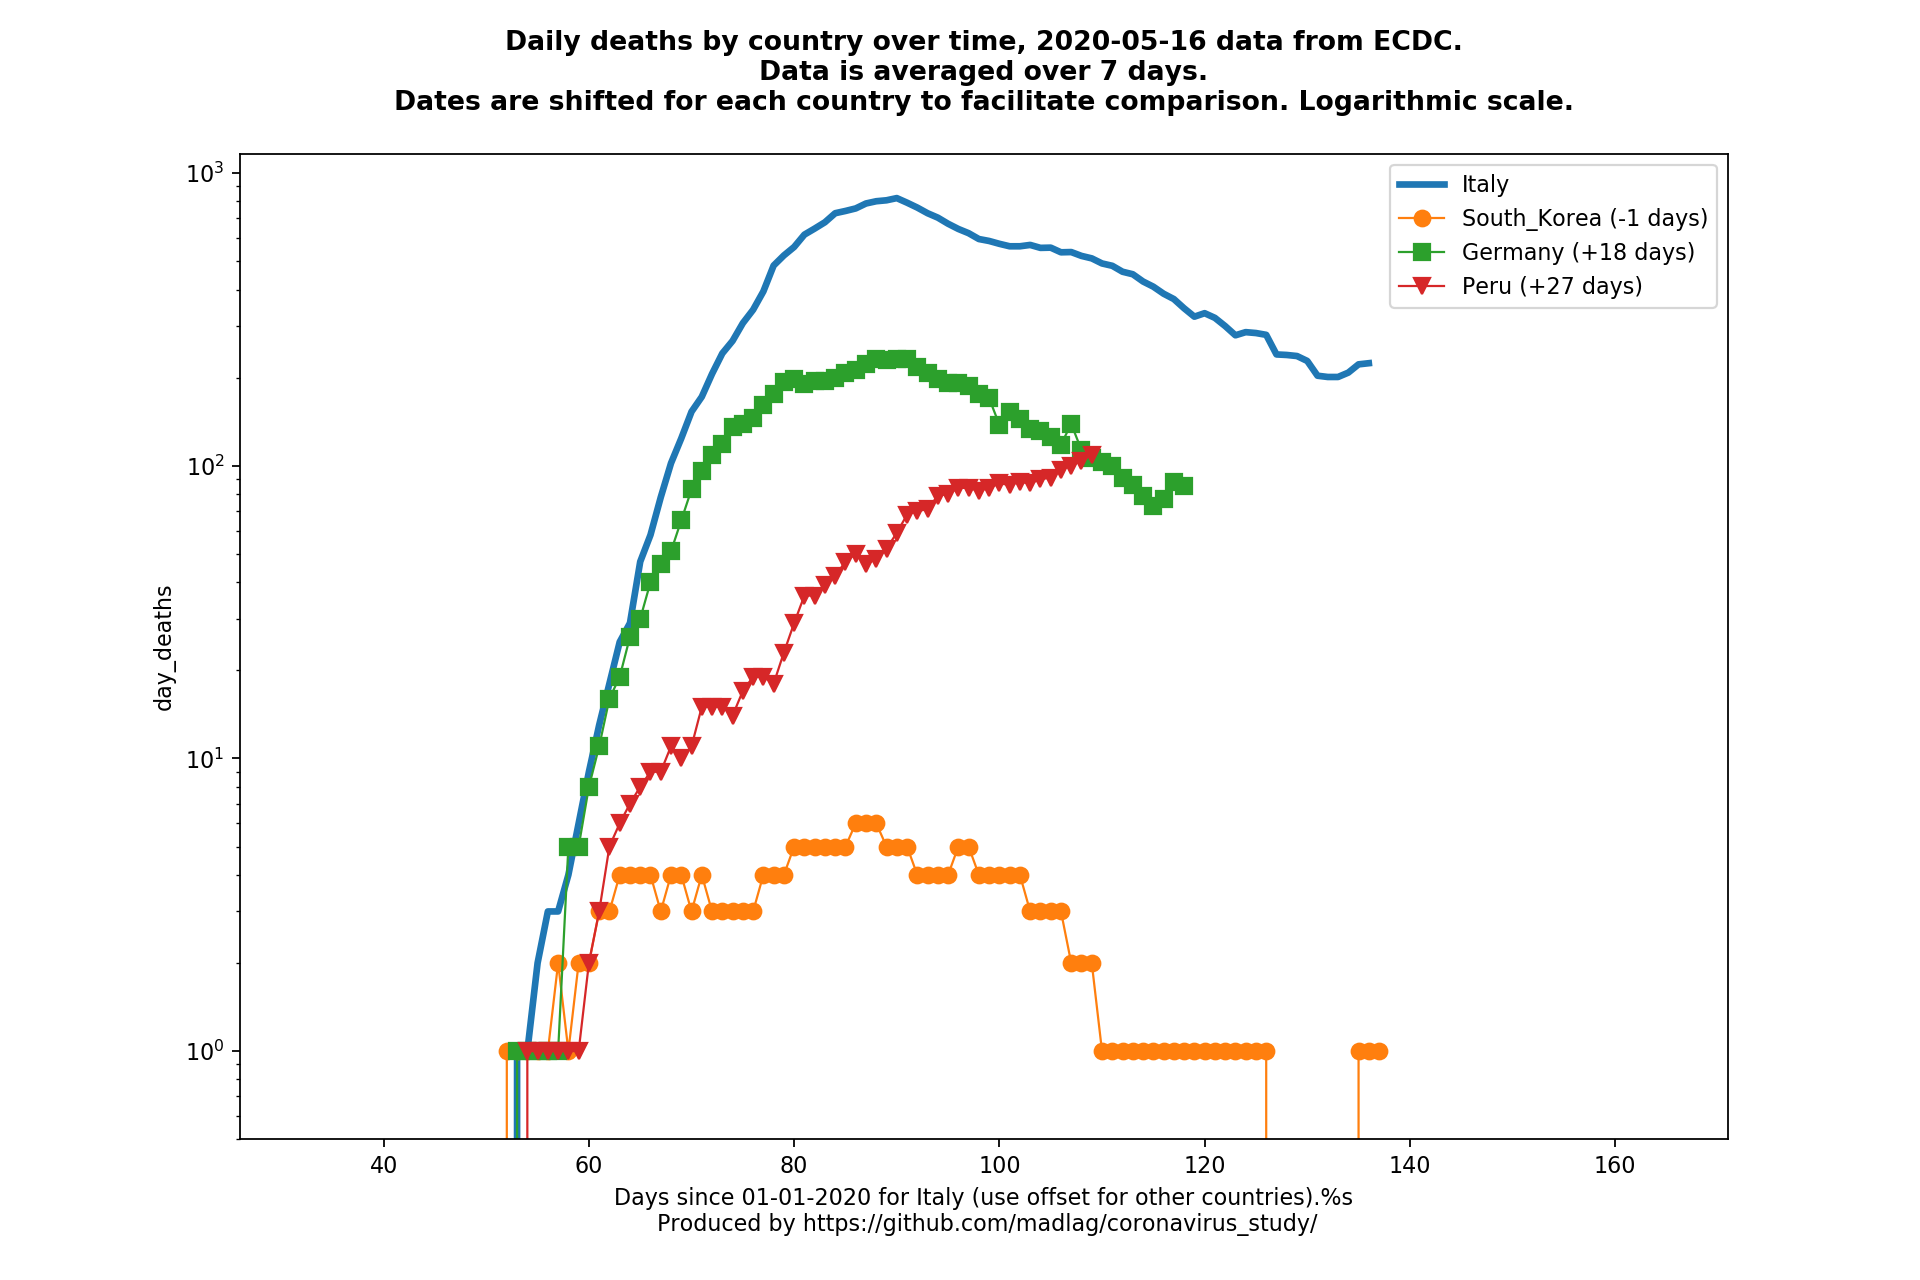 Daily deaths by country over time, 2020-05-16 data from ECDC.
Data is averaged over 7 days.
Dates are shifted for each country to facilitate comparison. Logarithmic scale.
10³
10²
10¹
10⁰
day_deaths
Italy
South_Korea (-1 days)
Germany (+18 days)
Peru (+27 days)
40 60 80 100 120 140 160
Days since 01-01-2020 for Italy (use offset for other countries).%s
Produced by https://github.com/madlag/coronavirus_study/